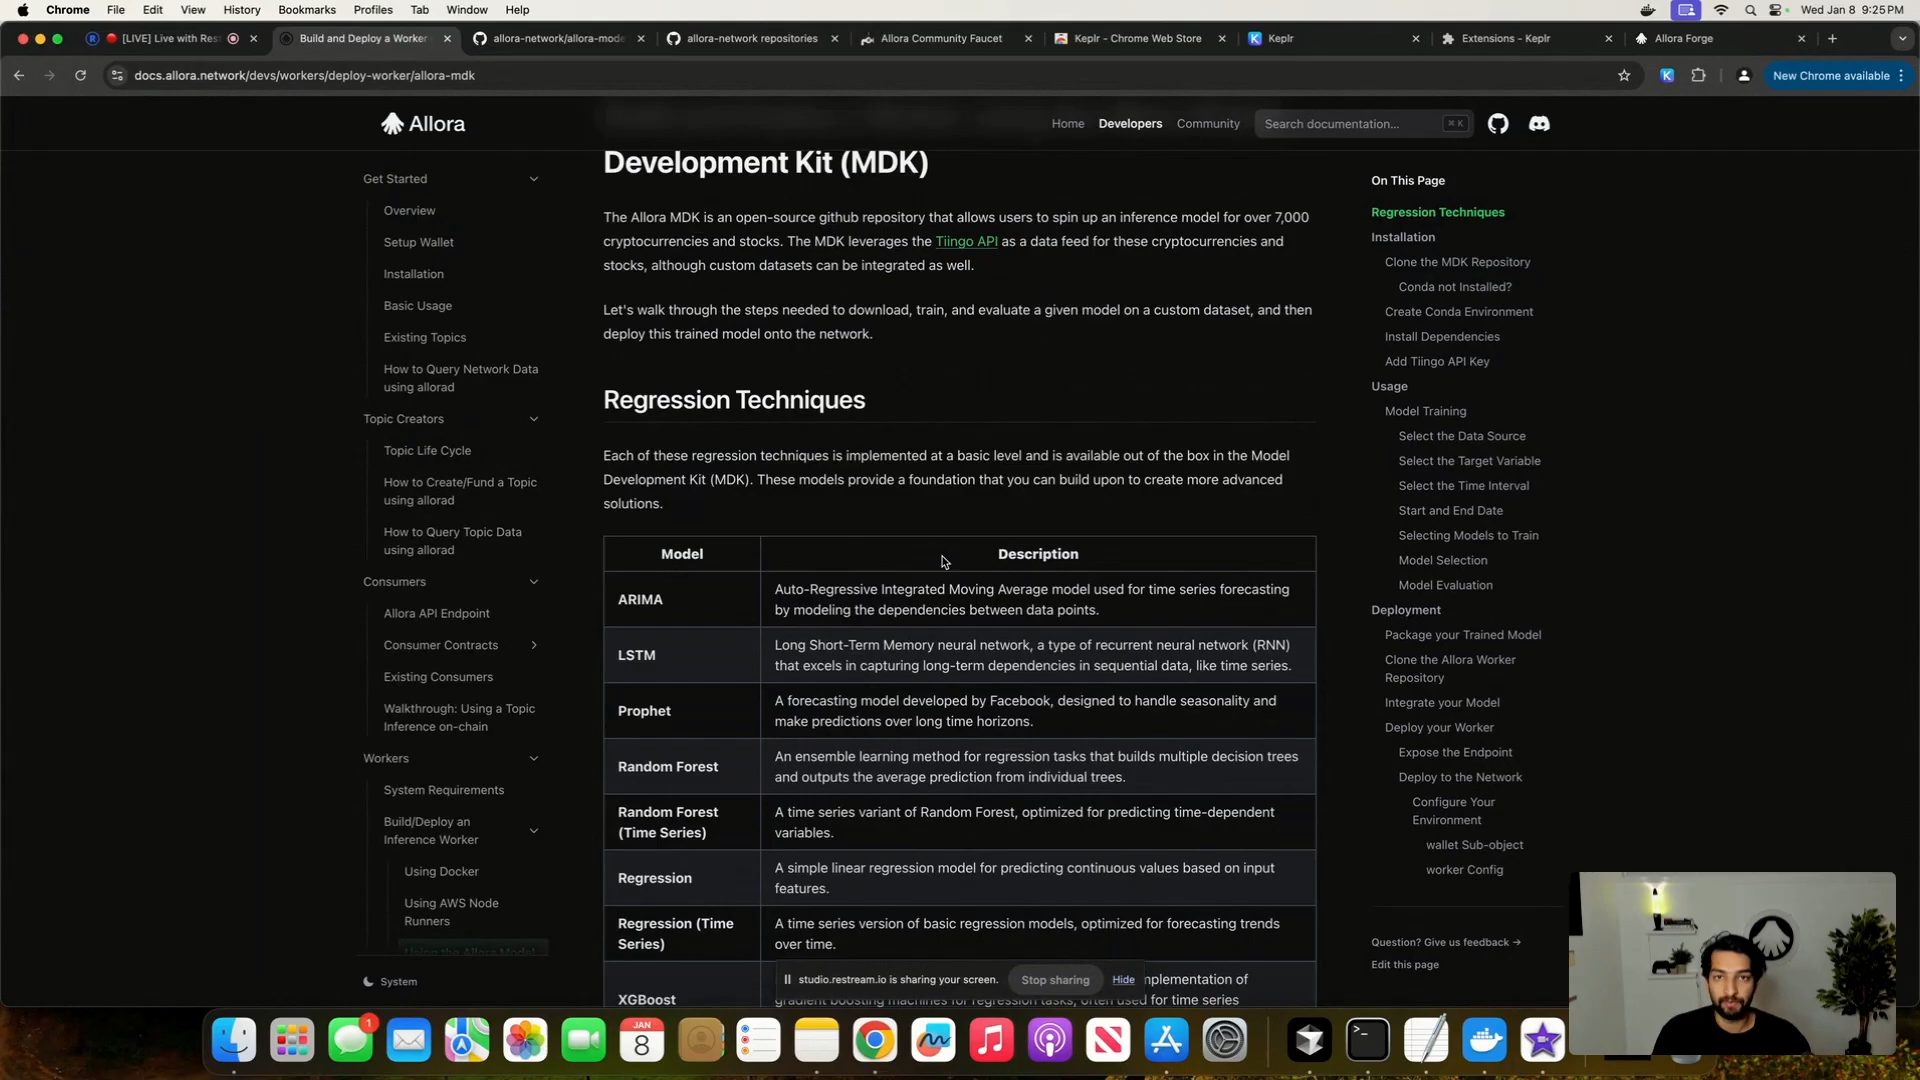 Chrome File Edit View History Bookmarks Profiles Tab Window Help Wed Jan 8 9:25 PM
[LIVE] Live with Res
Build and Deploy a Worker
allora-network/allora-mode
allora-network repositories
Allora Community Faucet
Keplr - Chrome Web Store
Keplr
Extensions - Keplr
Allora Forge
docs.allora.network/devs/workers/deploy-worker/allora-mdk
New Chrome available
Allora
Home Developers Community
Search documentation... ⌘ K
Get Started
Overview
Setup Wallet
Installation
Basic Usage
Existing Topics
How to Query Network Data
using allorad
Topic Creators
Topic Life Cycle
How to Create/Fund a Topic
using allorad
How to Query Topic Data
using allorad
Consumers
Allora API Endpoint
Consumer Contracts
Existing Consumers
Walkthrough: Using a Topic
Inference on-chain
Workers
System Requirements
Build/Deploy an
Inference Worker
Using Docker
Using AWS Node
Runners
Using the Allora Model
System
Development Kit (MDK)
The Allora MDK is an open-source github repository that allows users to spin up an inference model for over 7,000
cryptocurrencies and stocks. The MDK leverages the Tiingo API as a data feed for these cryptocurrencies and
stocks, although custom datasets can be integrated as well.
Let's walk through the steps needed to download, train, and evaluate a given model on a custom dataset, and then
deploy this trained model onto the network.
Regression Techniques
Each of these regression techniques is implemented at a basic level and is available out of the box in the Model
Development Kit (MDK). These models provide a foundation that you can build upon to create more advanced
solutions.
Model Description
ARIMA
Auto-Regressive Integrated Moving Average model used for time series forecasting
by modeling the dependencies between data points.
LSTM
Long Short-Term Memory neural network, a type of recurrent neural network (RNN)
that excels in capturing long-term dependencies in sequential data, like time series.
Prophet
A forecasting model developed by Facebook, designed to handle seasonality and
make predictions over long time horizons.
Random Forest
An ensemble learning method for regression tasks that builds multiple decision trees
and outputs the average prediction from individual trees.
Random Forest
(Time Series)
A time series variant of Random Forest, optimized for predicting time-dependent
variables.
Regression
A simple linear regression model for predicting continuous values based on input
features.
Regression (Time
Series)
A time series version of basic regression models, optimized for forecasting trends
over time.
XGBoost
mplementation of
gradient boosting machines for regression tasks, often used for time series
studio.restream.io is sharing your screen. Stop sharing Hide
On This Page
Regression Techniques
Installation
Clone the MDK Repository
Conda not Installed?
Create Conda Environment
Install Dependencies
Add Tiingo API Key
Usage
Model Training
Select the Data Source
Select the Target Variable
Select the Time Interval
Start and End Date
Selecting Models to Train
Model Selection
Model Evaluation
Deployment
Package your Trained Model
Clone the Allora Worker
Repository
Integrate your Model
Deploy your Worker
Expose the Endpoint
Deploy to the Network
Configure Your
Environment
wallet Sub-object
worker Config
Question? Give us feedback →
Edit this page
1
JAN
8